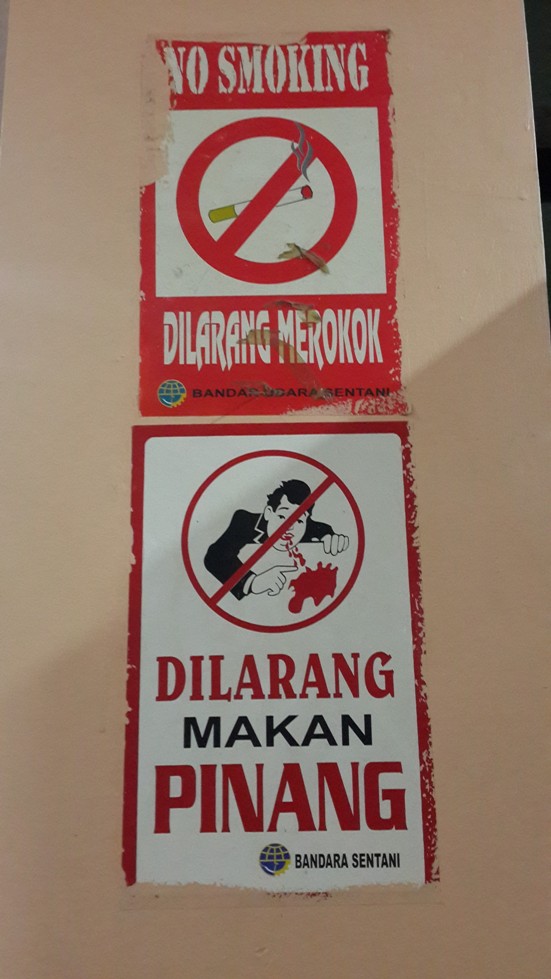 NO SMOKING
DILARANG MEROKOK
BANDAR UDARA SENTANI
DILARANG
MAKAN
PINANG
BANDARA SENTANI